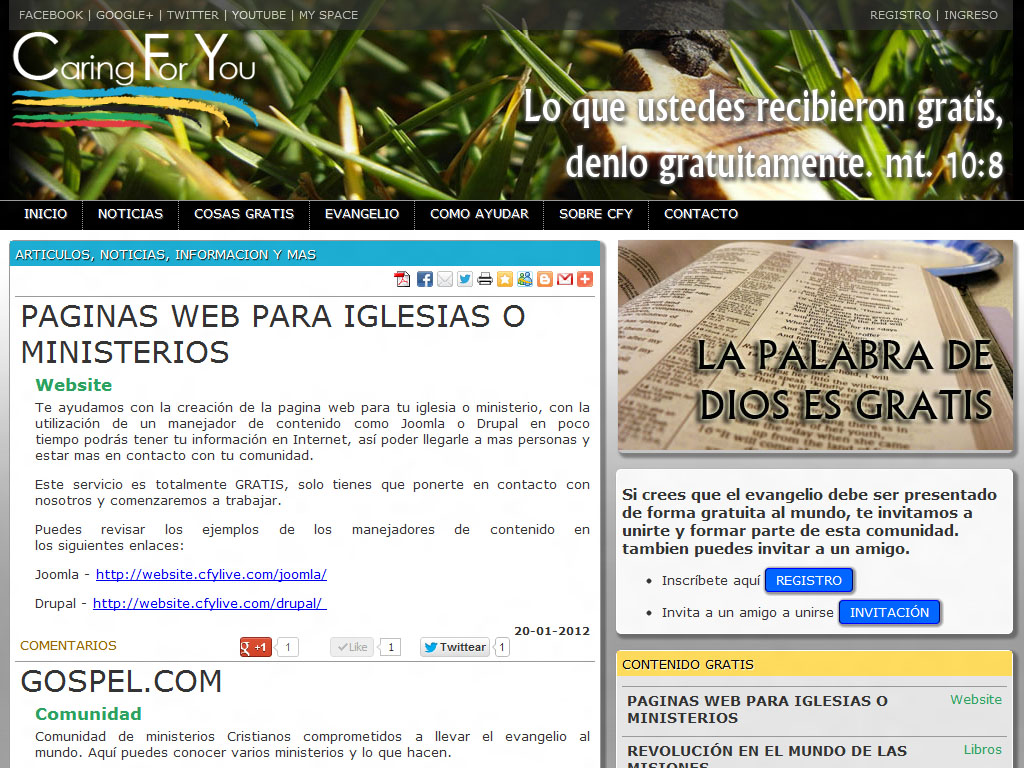 FACEBOOK | GOOGLE+ | TWITTER | YOUTUBE | MY SPACE
REGISTRO | INGRESO
Caring For You
Lo que ustedes recibieron gratis,
denlo gratuitamente. mt. 10:8
INICIO
NOTICIAS
COSAS GRATIS
EVANGELIO
COMO AYUDAR
SOBRE CFY
CONTACTO
ARTICULOS, NOTICIAS, INFORMACION Y MAS
PAGINAS WEB PARA IGLESIAS O
MINISTERIOS
Website
Te ayudamos con la creación de la pagina web para tu iglesia o ministerio, con la
utilización de un manejador de contenido como Joomla o Drupal en poco
tiempo podrás tener tu información en Internet, así poder llegarle a mas personas y
estar mas en contacto con tu comunidad.
Este servicio es totalmente GRATIS, solo tienes que ponerte en contacto con
nosotros y comenzaremos a trabajar.
Puedes revisar los ejemplos de los manejadores de contenido en
los siguientes enlaces:
Joomla - http://website.cfylive.com/joomla/
Drupal - http://website.cfylive.com/drupal/
20-01-2012
COMENTARIOS
g +1 1
Like 1
Twittear 1
GOSPEL.COM
Comunidad
Comunidad de ministerios Cristianos comprometidos a llevar el evangelio al
mundo. Aquí puedes conocer varios ministerios y lo que hacen.
LA PALABRA DE
DIOS ES GRATIS
Si crees que el evangelio debe ser presentado
de forma gratuita al mundo, te invitamos a
unirte y formar parte de esta comunidad.
tambien puedes invitar a un amigo.
• Inscríbete aquí REGISTRO
• Invita a un amigo a unirse INVITACIÓN
CONTENIDO GRATIS
PAGINAS WEB PARA IGLESIAS O
MINISTERIOS
Website
REVOLUCIÓN EN EL MUNDO DE LAS
MISIONES
Libros